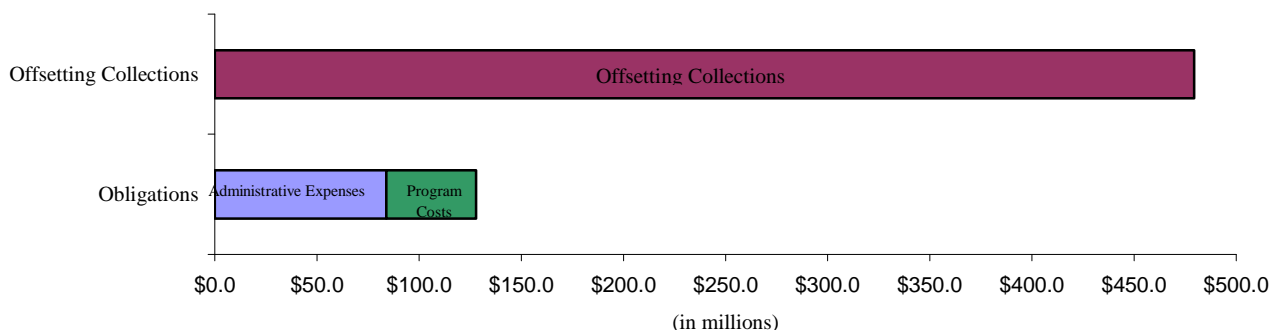 Offsetting Collections
Offsetting Collections
Obligations
Administrative Expenses
Program
Costs
$0.0 $50.0 $100.0 $150.0 $200.0 $250.0 $300.0 $350.0 $400.0 $450.0 $500.0
(in millions)